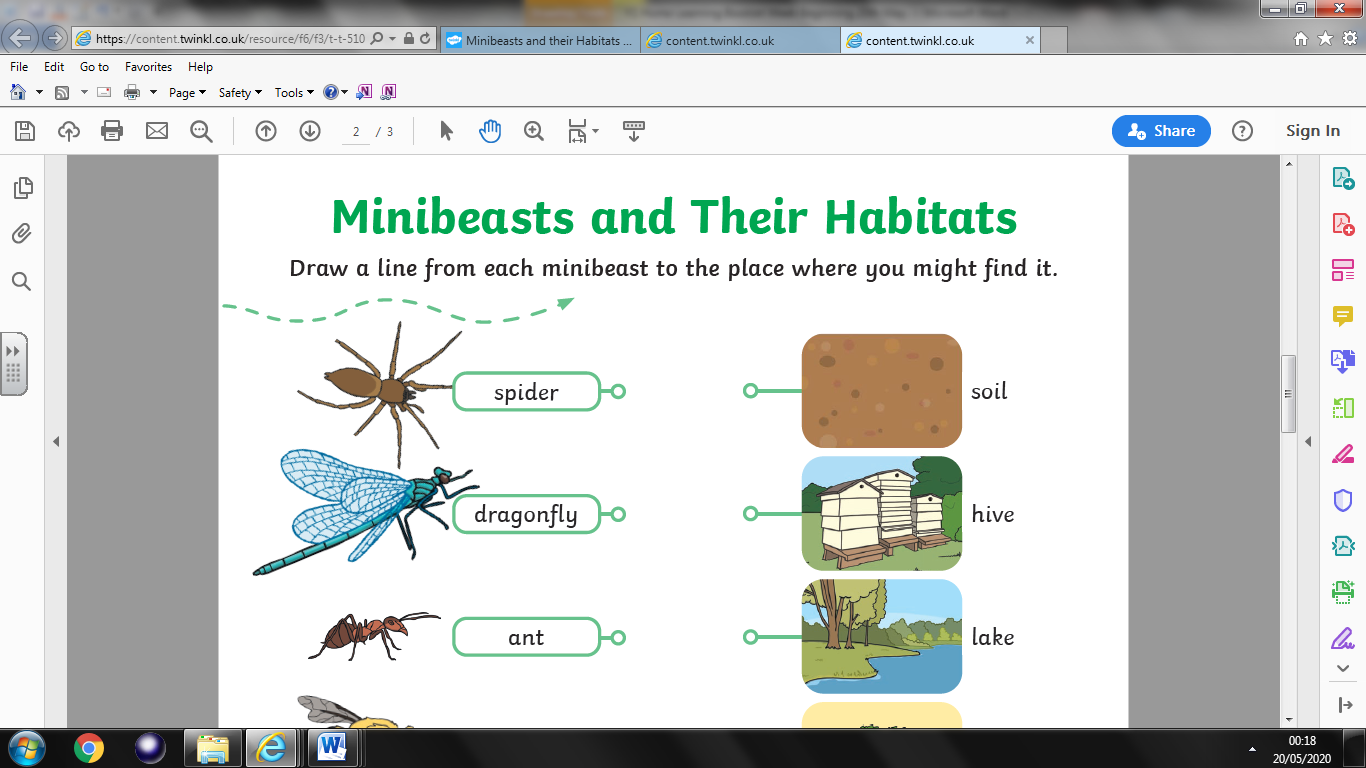 https://content.twinkl.co.uk/resource/f6/f3/t-t-510
Minibeasts and their Habitats ...
content.twinkl.co.uk
content.twinkl.co.uk
File Edit Go to Favorites Help
Page Safety Tools
2 / 3
Share
Sign In
Minibeasts and Their Habitats
Draw a line from each minibeast to the place where you might find it.
spider
soil
dragonfly
hive
ant
lake
00:18
20/05/2020